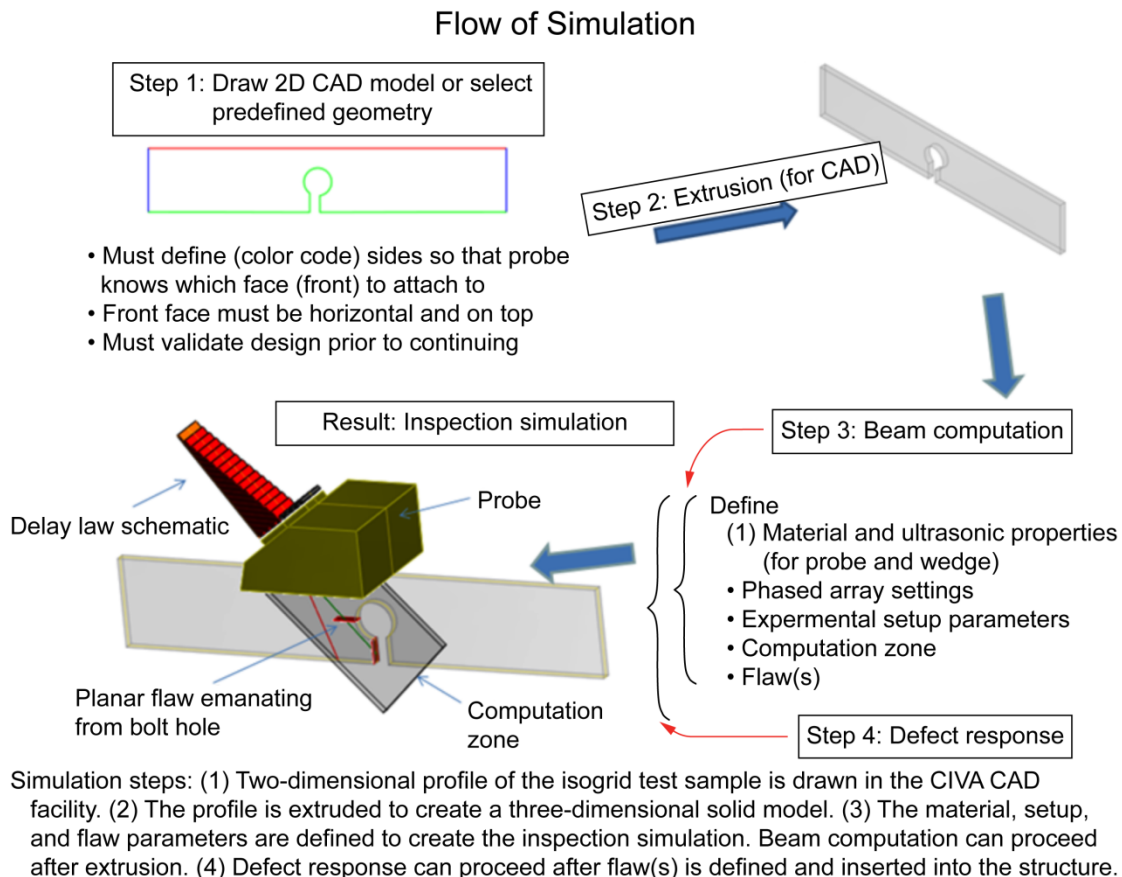 Flow of Simulation
Step 1: Draw 2D CAD model or select
predefined geometry
• Must define (color code) sides so that probe
knows which face (front) to attach to
• Front face must be horizontal and on top
• Must validate design prior to continuing
Step 2: Extrusion (for CAD)
Step 3: Beam computation
Define
(1) Material and ultrasonic properties
(for probe and wedge)
• Phased array settings
• Expermental setup parameters
• Computation zone
• Flaw(s)
Step 4: Defect response
Result: Inspection simulation
Delay law schematic
Probe
Planar flaw emanating
from bolt hole
Computation
zone
Simulation steps: (1) Two-dimensional profile of the isogrid test sample is drawn in the CIVA CAD
facility. (2) The profile is extruded to create a three-dimensional solid model. (3) The material, setup,
and flaw parameters are defined to create the inspection simulation. Beam computation can proceed
after extrusion. (4) Defect response can proceed after flaw(s) is defined and inserted into the structure.